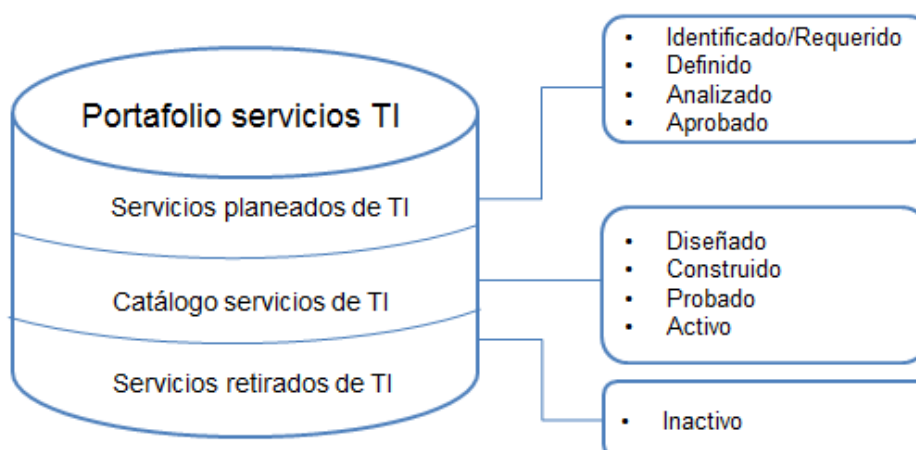 Portafolio servicios TI
Servicios planeados de TI
Catálogo servicios de TI
Servicios retirados de TI
• Identificado/Requerido
• Definido
• Analizado
• Aprobado
• Diseñado
• Construido
• Probado
• Activo
• Inactivo